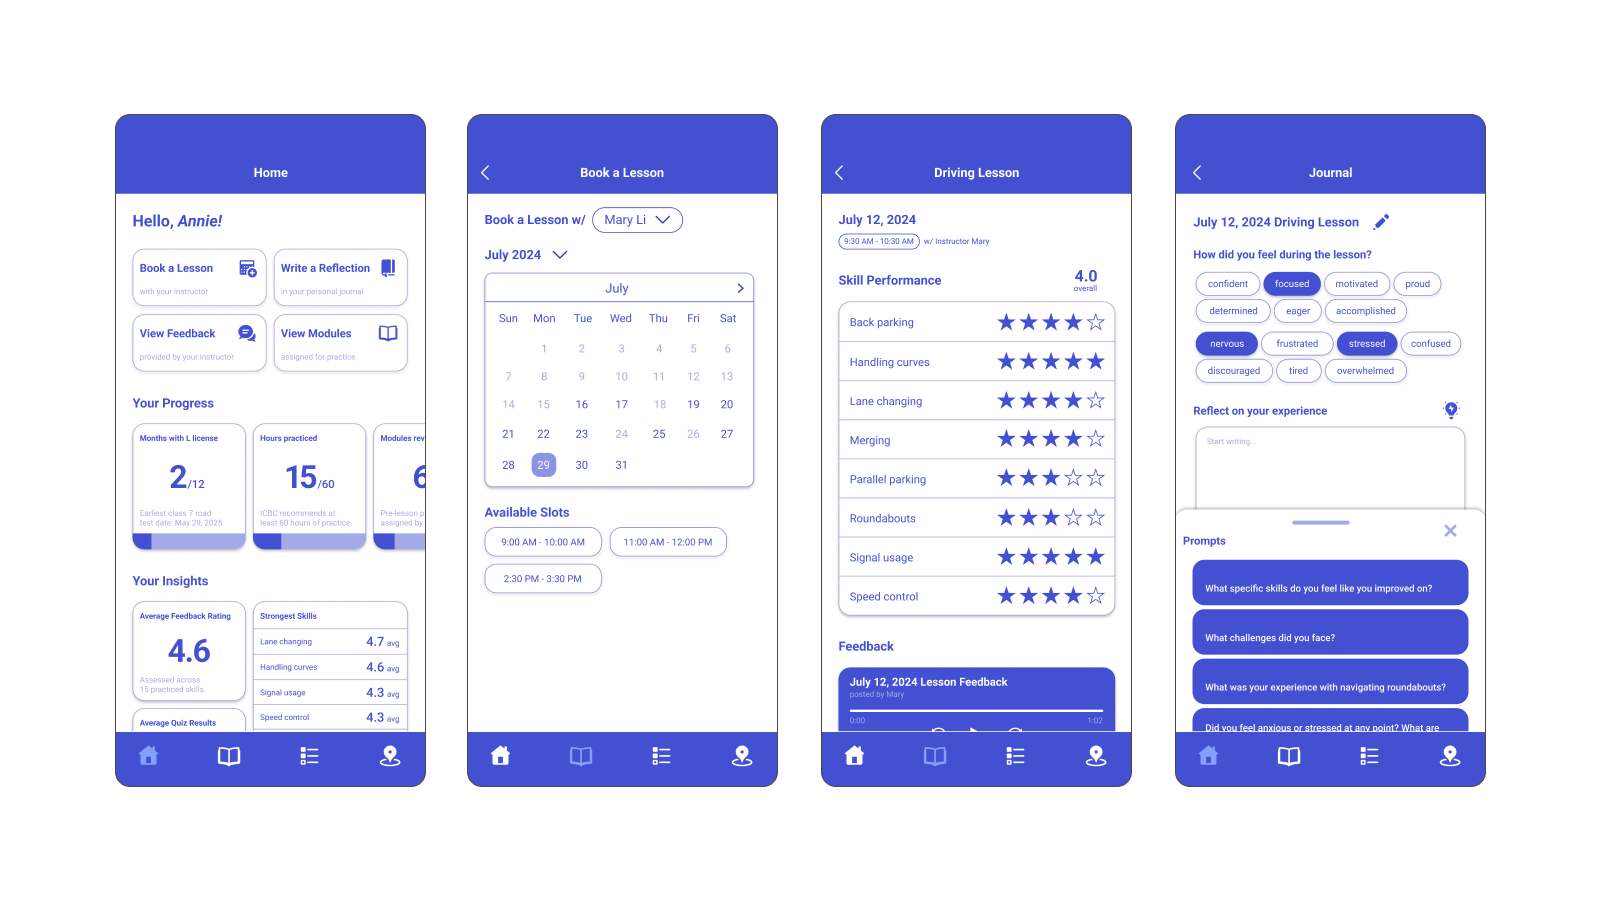 Home
Hello, Annie!
Book a Lesson
with your instructor
Write a Reflection
in your personal journal
View Feedback
provided by your instructor
View Modules
assigned for practice
Your Progress
Months with L license
2/12
Earliest class 7 road
test date: May 29, 2025
Hours practiced
15/60
ICBC recommends at
least 60 hours of practice.
Modules rev
6
Pre-lesson p
assigned by
Your Insights
Average Feedback Rating
4.6
Assessed across
15 practiced skills.
Average Quiz Results
Strongest Skills
Lane changing 4.7 avg
Handling curves 4.6 avg
Signal usage 4.3 avg
Speed control 4.3 avg
Book a Lesson
Book a Lesson w/ Mary Li
July 2024
July
Sun Mon Tue Wed Thu Fri Sat
1 2 3 4 5 6
7 8 9 10 11 12 13
14 15 16 17 18 19 20
21 22 23 24 25 26 27
28 29 30 31
Available Slots
9:00 AM - 10:00 AM 11:00 AM - 12:00 PM
2:30 PM - 3:30 PM
Driving Lesson
July 12, 2024
9:30 AM - 10:30 AM w/ Instructor Mary
Skill Performance 4.0
overall
Back parking
Handling curves
Lane changing
Merging
Parallel parking
Roundabouts
Signal usage
Speed control
Feedback
July 12, 2024 Lesson Feedback
posted by Mary
0:00 1:02
Journal
July 12, 2024 Driving Lesson
How did you feel during the lesson?
confident focused motivated proud
determined eager accomplished
nervous frustrated stressed confused
discouraged tired overwhelmed
Reflect on your experience
Start writing...
Prompts
What specific skills do you feel like you improved on?
What challenges did you face?
What was your experience with navigating roundabouts?
Did you feel anxious or stressed at any point? What are